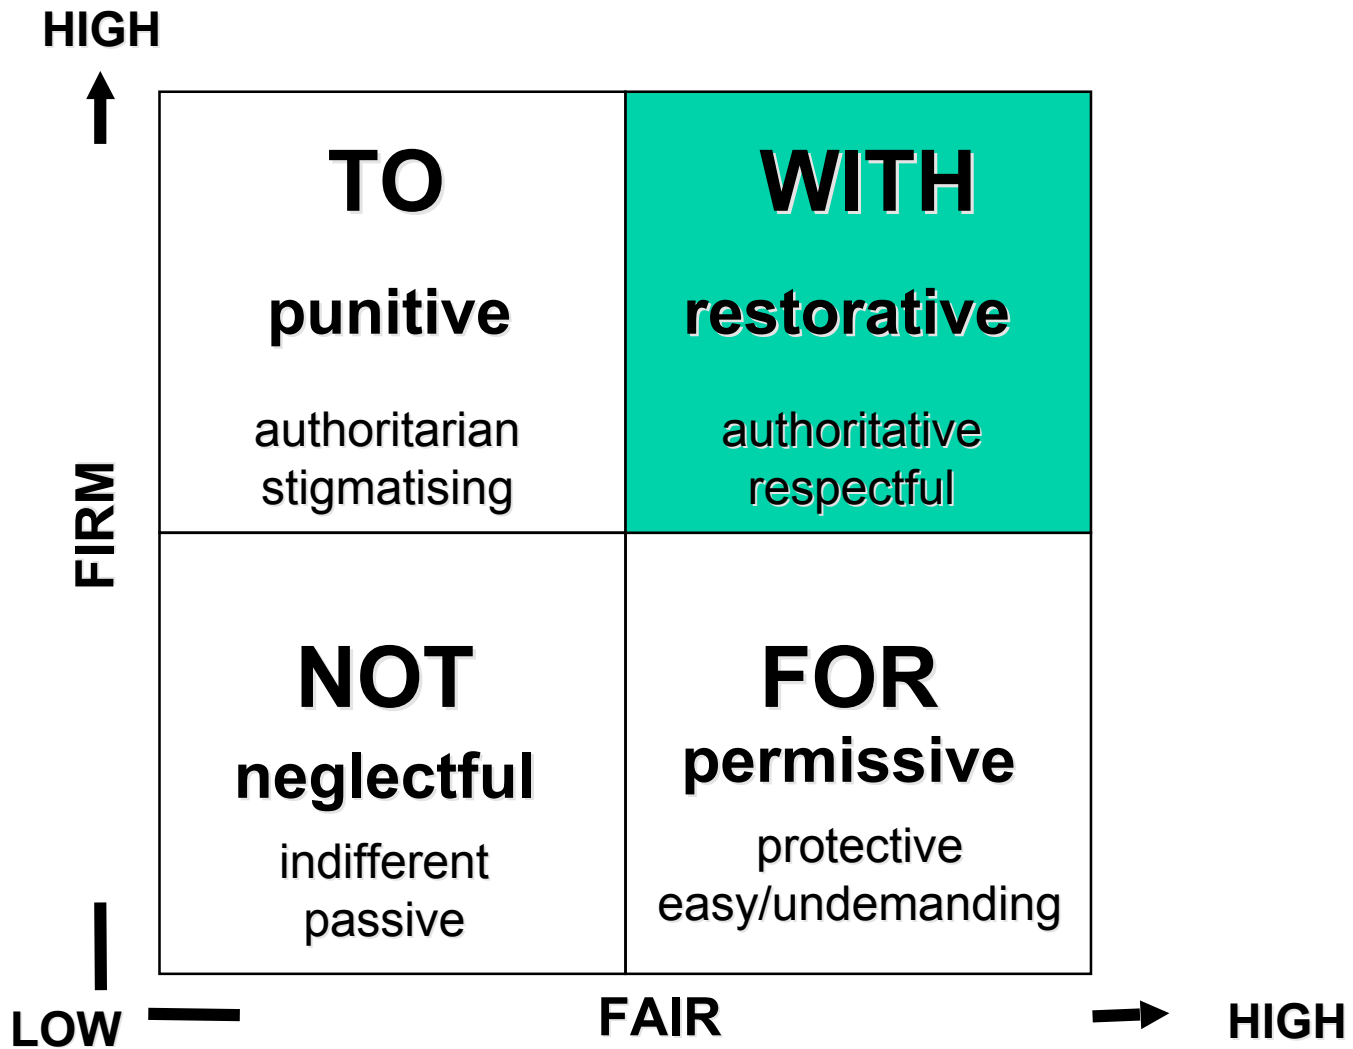 HIGH
TO
WITH
punitive
restorative
authoritarian
stigmatising
authoritative
respectful
FIRM
NOT
FOR
neglectful
permissive
indifferent
passive
protective
easy/undemanding
LOW
FAIR
HIGH